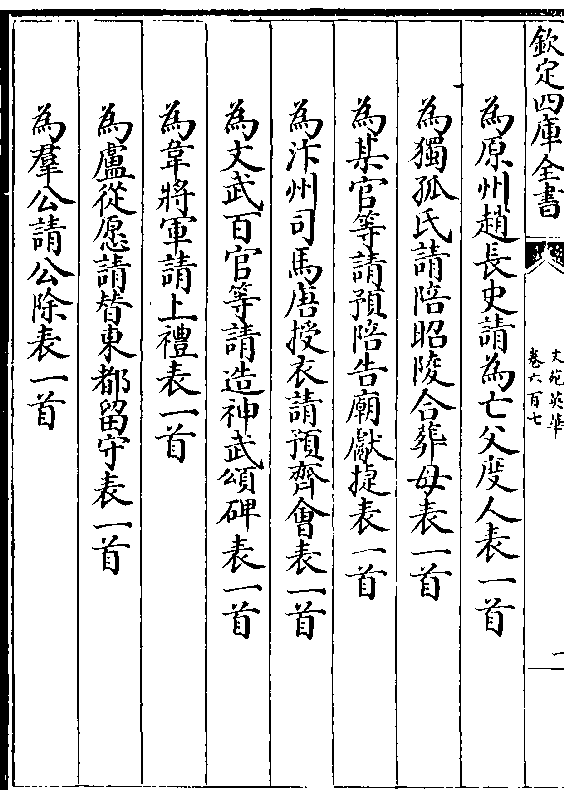 欽定四庫全書
文苑英華
卷六百七
一
為原州趙長史請為亡父度人表一首
為獨孤氏請陪昭陵合葬母表一首
為某官等請預陪告廟獻捷表一首
為汴州司馬唐授衣請預齊會表一首
為文武百官等請造神武頌碑表一首
為韋將軍請上禮表一首
為盧從愿請替東都留守表一首
為羣公請公除表一首